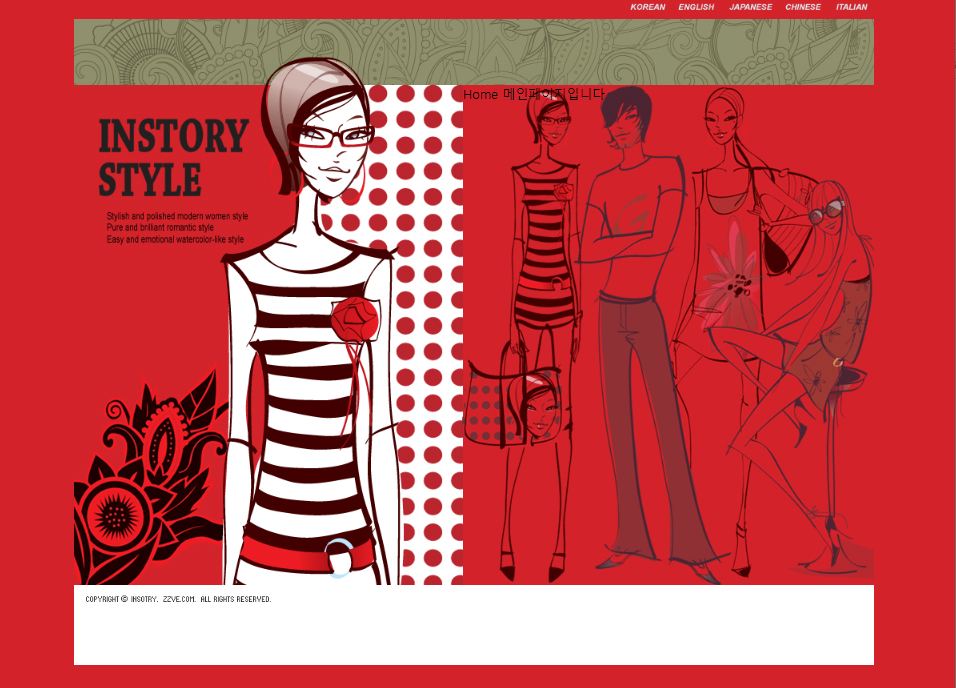 KOREAN ENGLISH JAPANESE CHINESE ITALIAN
Home 메인페이지입니다
INSTORY
STYLE
Stylish and polished modern women style
Pure and brilliant romantic style
Easy and emotional watercolor-like style
COPYRIGHT © INSOTRY. ZZVE.COM. ALL RIGHTS RESERVED.